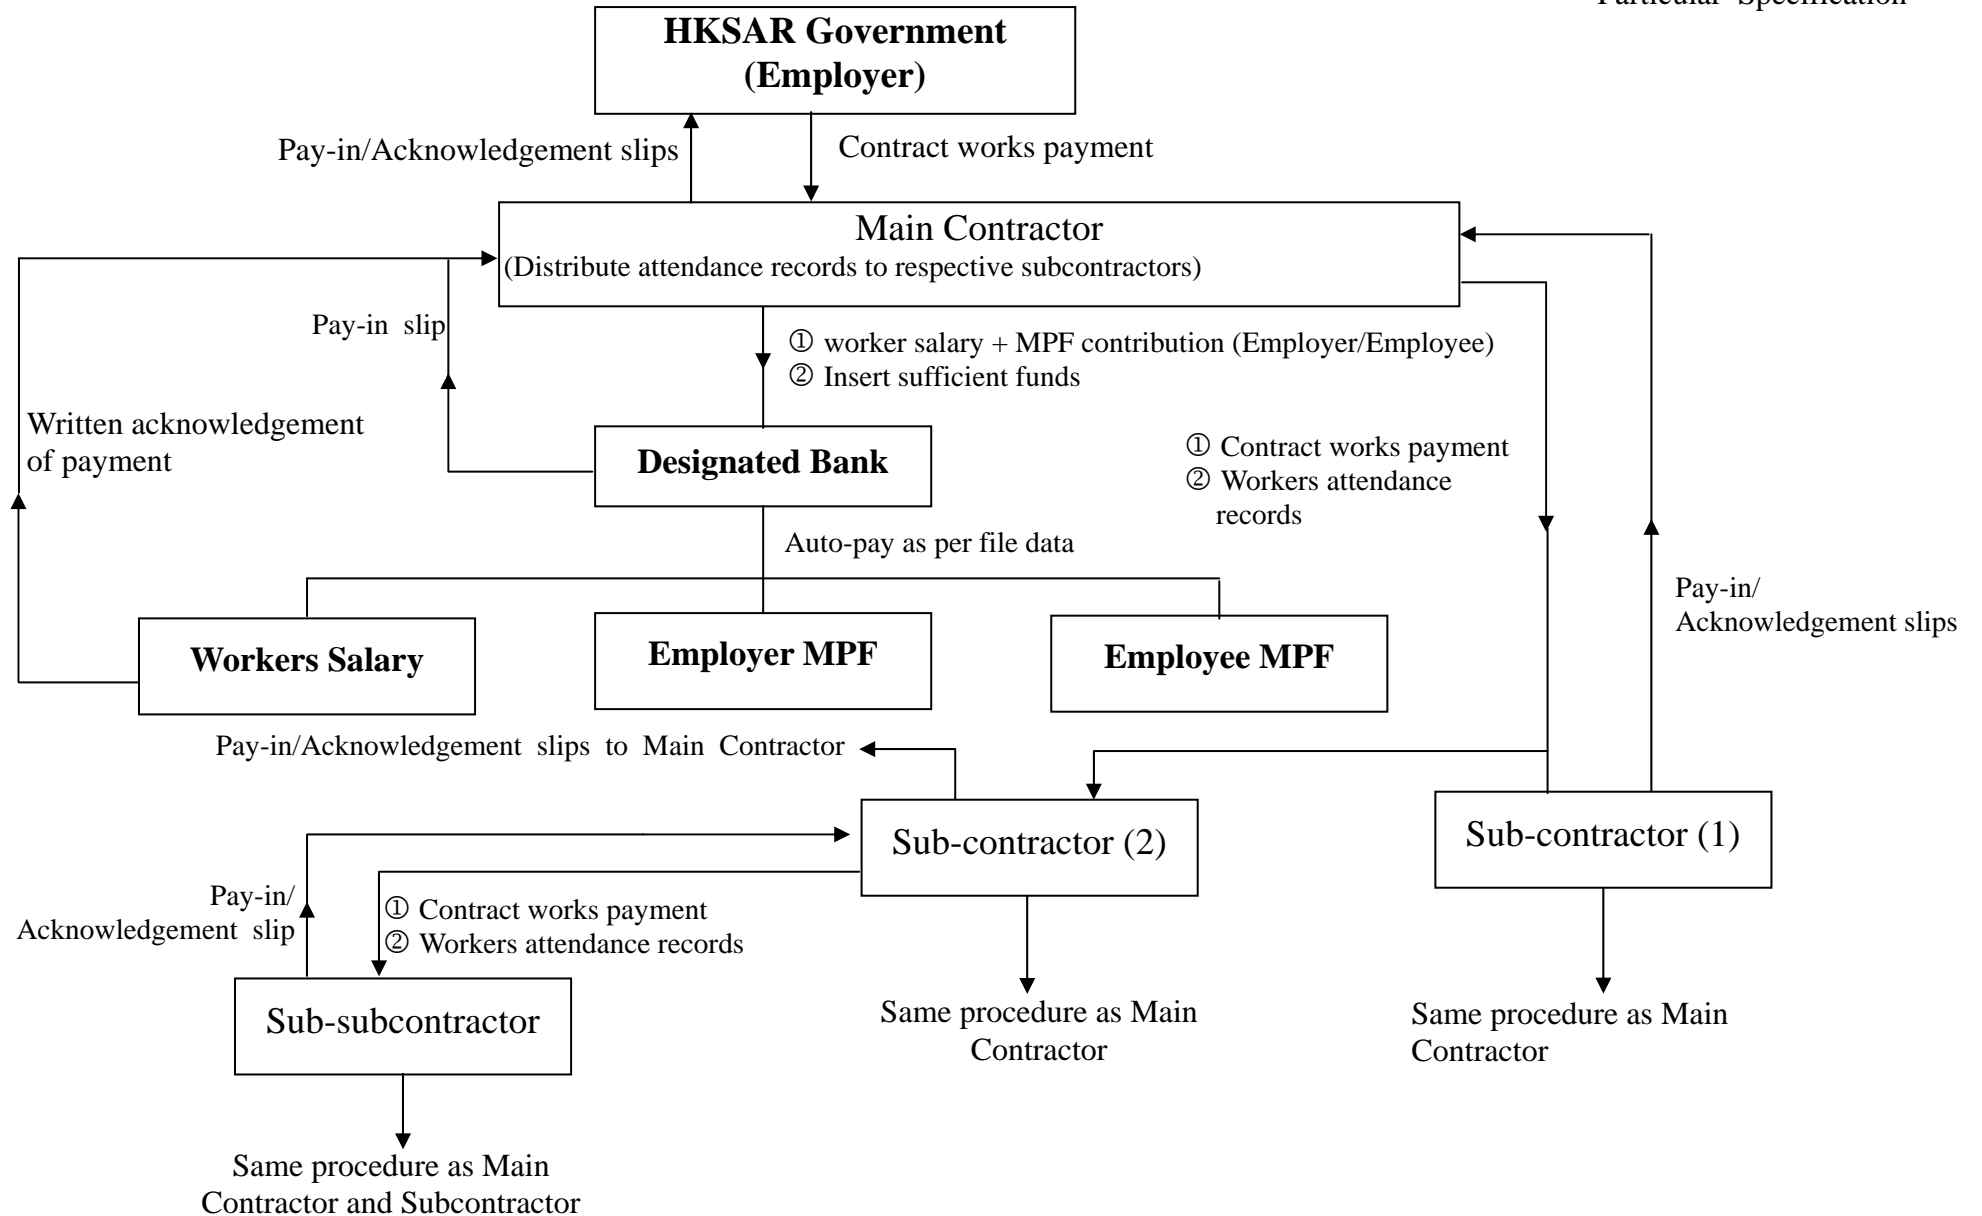 Particular Specification
HKSAR Government
(Employer)
Pay-in/Acknowledgement slips
Contract works payment
Main Contractor
(Distribute attendance records to respective subcontractors)
Pay-in slip
① worker salary + MPF contribution (Employer/Employee)
② Insert sufficient funds
Written acknowledgement
of payment
Designated Bank
① Contract works payment
② Workers attendance
records
Auto-pay as per file data
Pay-in/
Acknowledgement slips
Workers Salary
Employer MPF
Employee MPF
Pay-in/Acknowledgement slips to Main Contractor
Sub-contractor (2)
Sub-contractor (1)
Pay-in/
Acknowledgement slip
① Contract works payment
② Workers attendance records
Sub-subcontractor
Same procedure as Main
Contractor
Same procedure as Main
Contractor
Same procedure as Main
Contractor and Subcontractor